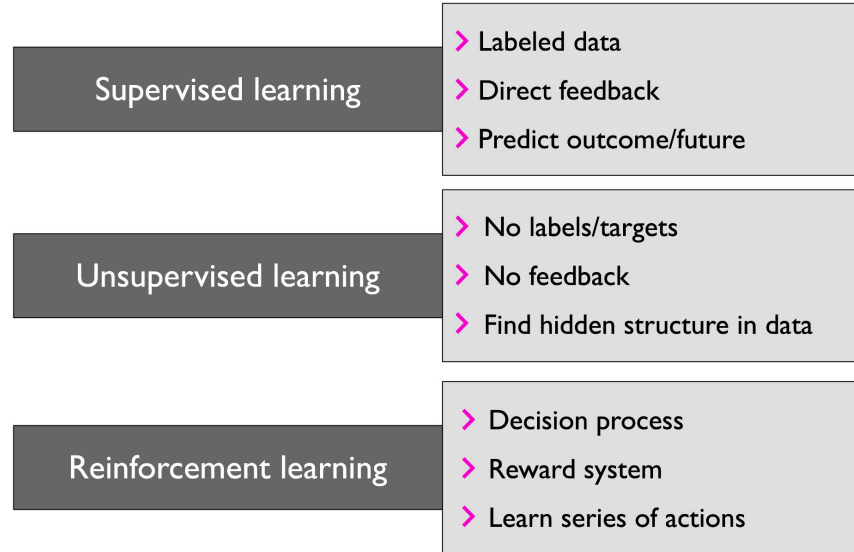 Supervised learning
Labeled data
Direct feedback
Predict outcome/future
Unsupervised learning
No labels/targets
No feedback
Find hidden structure in data
Reinforcement learning
Decision process
Reward system
Learn series of actions